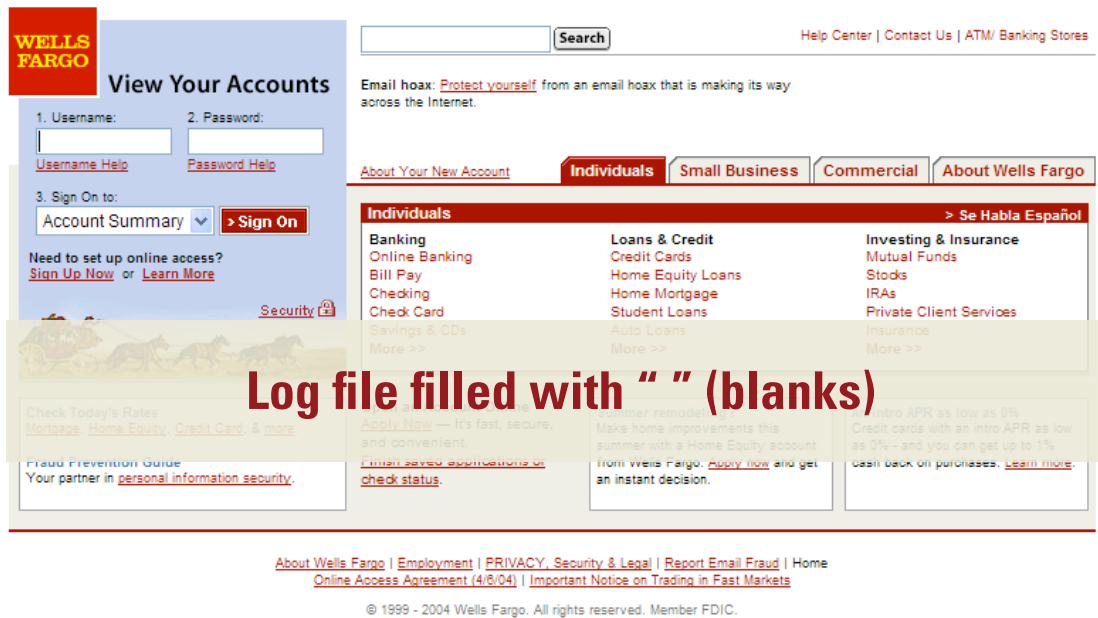 WELLS
FARGO
View Your Accounts
1. Username:
2. Password:
Username Help
Password Help
3. Sign On to:
Account Summary
> Sign On
Need to set up online access?
Sign Up Now or Learn More
Security
Search
Help Center | Contact Us | ATM/ Banking Stores
Email hoax: Protect yourself from an email hoax that is making its way
across the Internet.
About Your New Account
Individuals
Small Business
Commercial
About Wells Fargo
Individuals
> Se Habla Español
Banking
Online Banking
Bill Pay
Checking
Check Card
Savings & CDs
More >>
Loans & Credit
Credit Cards
Home Equity Loans
Home Mortgage
Student Loans
Auto Loans
More >>
Investing & Insurance
Mutual Funds
Stocks
IRAs
Private Client Services
Insurance
More >>
Log file filled with “ ” (blanks)
Check Today's Rates
Mortgage, Home Equity, Credit Card, & more
Fraud Prevention Guide
Your partner in personal information security.
Apply Now — It's fast, secure,
and convenient.
Finish saved applications or
check status.
Summer remodeling?
Make home improvements this
summer with a Home Equity account
from Wells Fargo. Apply now and get
an instant decision.
intro APR as low as 0%
Credit cards with an intro APR as low
as 0% - and you can get up to 1%
cash back on purchases. Learn more.
About Wells Fargo | Employment | PRIVACY, Security & Legal | Report Email Fraud | Home
Online Access Agreement (4/6/04) | Important Notice on Trading in Fast Markets
© 1999 - 2004 Wells Fargo. All rights reserved. Member FDIC.